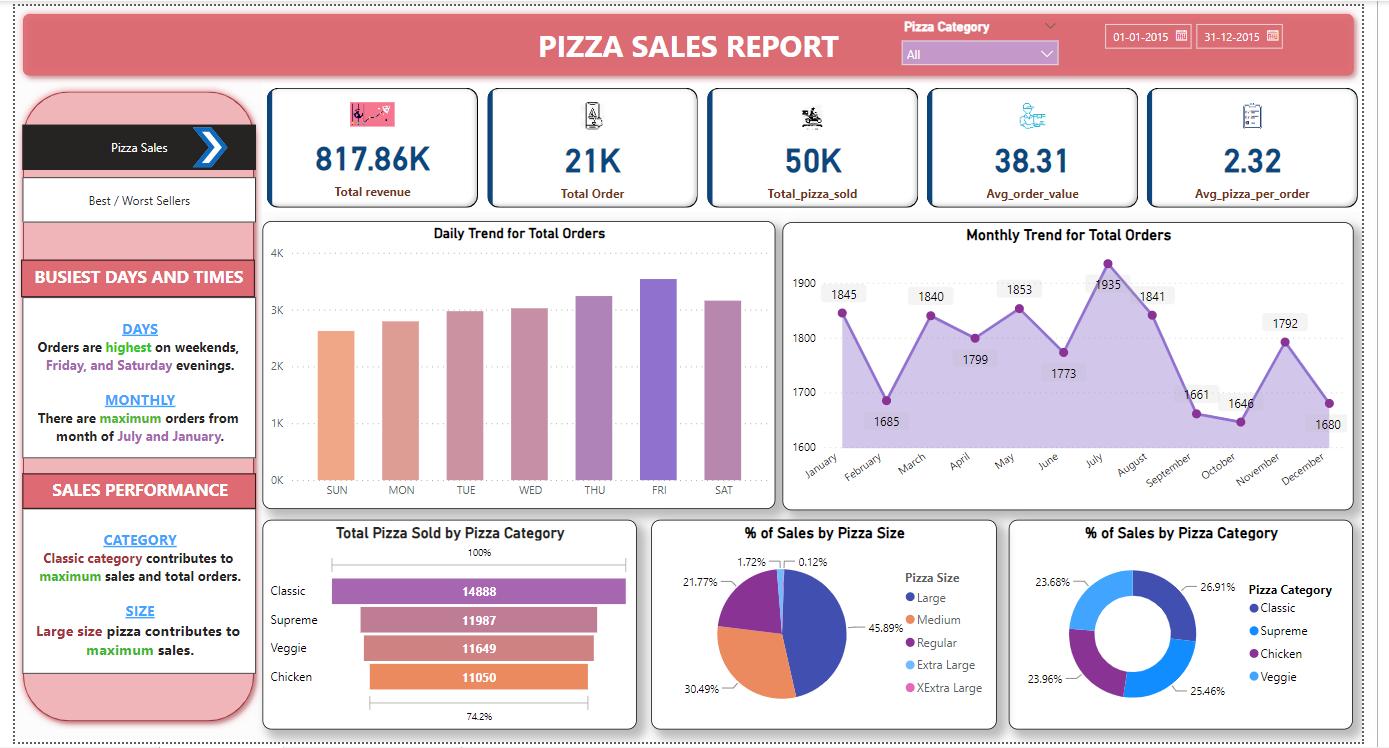 PIZZA SALES REPORT
Pizza Category
All
01-01-2015
31-12-2015
Pizza Sales
Best / Worst Sellers
BUSIEST DAYS AND TIMES
DAYS
Orders are highest on weekends,
Friday, and Saturday evenings.
MONTHLY
There are maximum orders from
month of July and January.
SALES PERFORMANCE
CATEGORY
Classic category contributes to
maximum sales and total orders.
SIZE
Large size pizza contributes to
maximum sales.
817.86K
Total revenue
21K
Total Order
50K
Total_pizza_sold
38.31
Avg_order_value
2.32
Avg_pizza_per_order
Daily Trend for Total Orders
4K
3K
2K
1K
0K
SUN MON TUE WED THU FRI SAT
Monthly Trend for Total Orders
1900
1800
1700
1600
1845
1685
1840
1799
1853
1773
1935
1841
1661
1646
1792
1680
January February March April May June July August September October November December
Total Pizza Sold by Pizza Category
100%
Classic 14888
Supreme 11987
Veggie 11649
Chicken 11050
74.2%
% of Sales by Pizza Size
1.72% 0.12%
21.77%
45.89%
30.49%
Pizza Size
Large
Medium
Regular
Extra Large
XExtra Large
% of Sales by Pizza Category
23.68%
26.91%
23.96%
25.46%
Pizza Category
Classic
Supreme
Chicken
Veggie